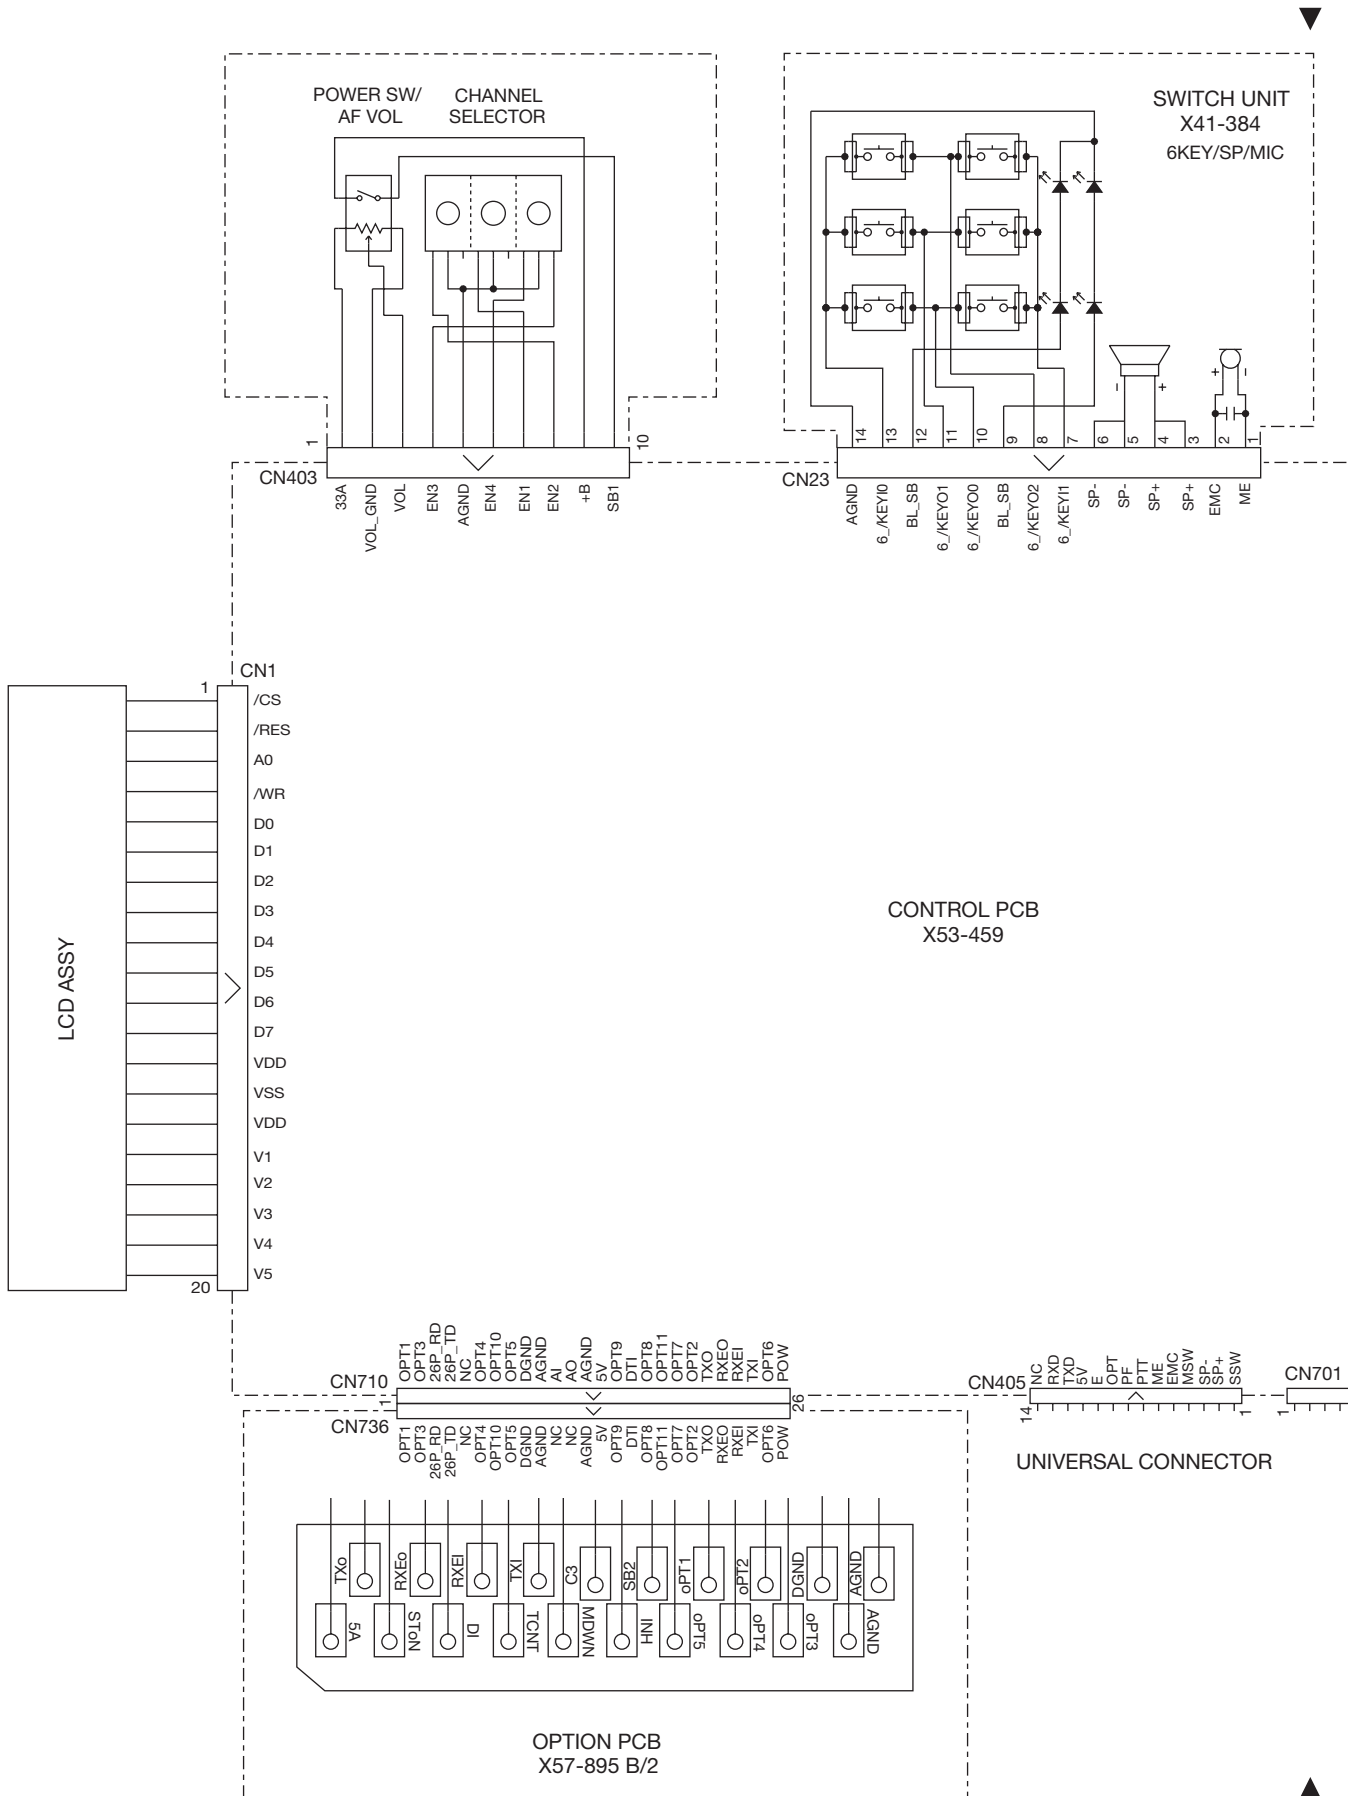 POWER SW/
AF VOL
CHANNEL
SELECTOR
SWITCH UNIT
X41-384
6KEY/SP/MIC
- + + -
1 10
CN403
33A
VOL_GND
VOL
EN3
AGND
EN4
EN1
EN2
+B
SB1
14 13 12 11 10 9 8 7 6 5 4 3 2 1
CN23
AGND
6_/KEYI0
BL_SB
6_/KEYO1
6_/KEYO0
BL_SB
6_/KEYO2
6_/KEYI1
SP-
SP-
SP+
SP+
EMC
ME
CN1
1
/CS
/RES
A0
/WR
D0
D1
D2
D3
D4
D5
D6
D7
VDD
VSS
VDD
V1
V2
V3
V4
V5
20
LCD ASSY
CONTROL PCB
X53-459
OPT1
OPT3
26P_RD
26P_TD
NC
OPT4
OPT10
OPT5
DGND
AGND
AI
AO
AGND
5V
OPT9
DTI
OPT8
OPT11
OPT7
OPT2
TXO
RXEO
RXEI
TXI
OPT6
POW
CN710
1 26
CN736
OPT1
OPT3
26P_RD
26P_TD
NC
OPT4
OPT10
OPT5
DGND
AGND
NC
NC
AGND
5V
OPT9
DTI
OPT8
OPT11
OPT7
OPT2
TXO
RXEO
RXEI
TXI
OPT6
POW
CN405
NC
RXD
TXD
5V
E
OPT
PF
PTT
ME
EMC
MSW
SP-
SP+
SSW
14 1
CN701
1
UNIVERSAL CONNECTOR
TXo
RXEo
RXEI
TXI
C3
SB2
oPT1
oPT2
DGND
AGND
5A
SToN
DI
TCNT
MDWN
INH
oPT5
oPT4
oPT3
AGND
OPTION PCB
X57-895 B/2